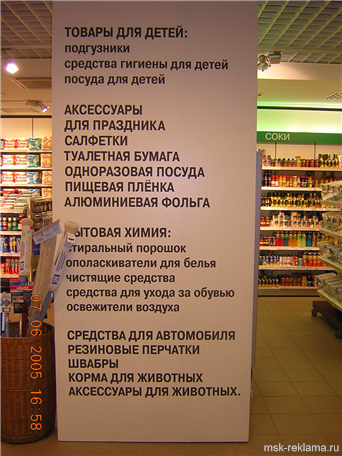 ТОВАРЫ ДЛЯ ДЕТЕЙ:
подгузники
средства гигиены для детей
посуда для детей
АКСЕССУАРЫ
ДЛЯ ПРАЗДНИКА
САЛФЕТКИ
ТУАЛЕТНАЯ БУМАГА
ОДНОРАЗОВАЯ ПОСУДА
ПИЩЕВАЯ ПЛЁНКА
АЛЮМИНИЕВАЯ ФОЛЬГА
БЫТОВАЯ ХИМИЯ:
стиральный порошок
ополаскиватели для белья
чистящие средства
средства для ухода за обувью
освежители воздуха
СРЕДСТВА ДЛЯ АВТОМОБИЛЯ
РЕЗИНОВЫЕ ПЕРЧАТКИ
ШВАБРЫ
КОРМА ДЛЯ ЖИВОТНЫХ
АКСЕССУАРЫ ДЛЯ ЖИВОТНЫХ.
СОКИ
07 06 2005 16:58
msk-reklama.ru